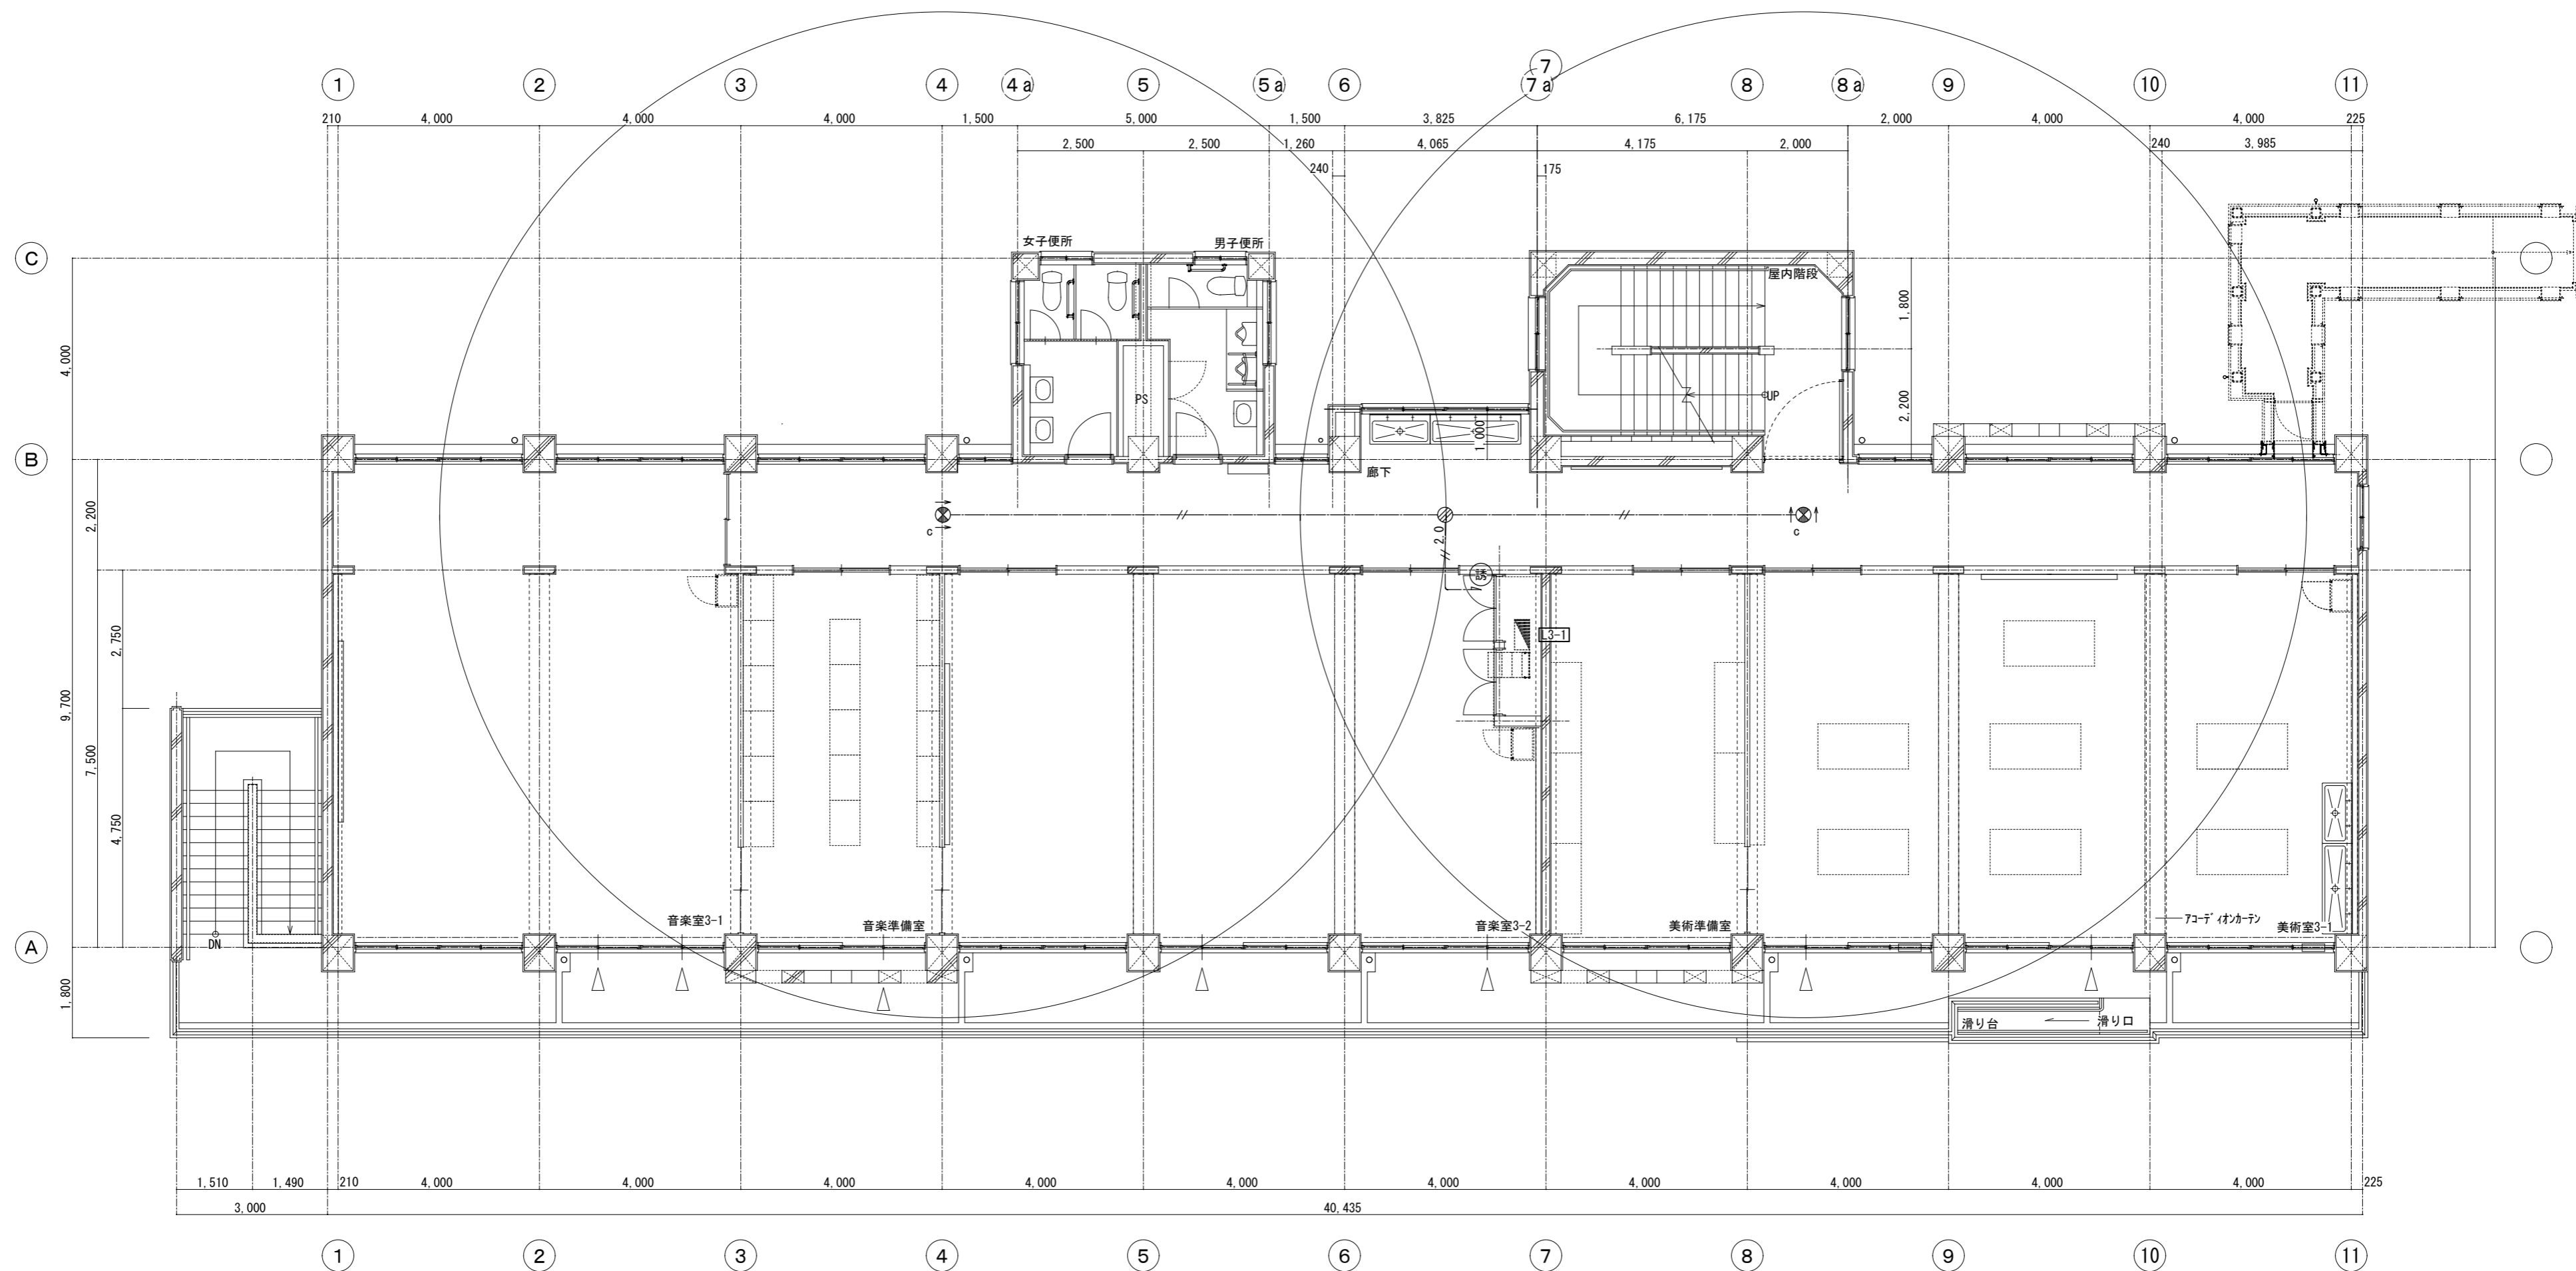 1 2 3 4 4a 5 5a 6 7 7a 8 8a 9 10 11
210 4,000 4,000 4,000 1,500 5,000 1,500 3,825 6,175 2,000 4,000 4,000 225
2,500 2,500 1,260 4,065 4,175 2,000 240 3,985
240 175
女子便所 男子便所
C
屋内階段
1,800
4,000
PS UP
2,200
1,000
B
廊下
2,200
c 2.0 c
誘
L3-1
2,750
9,700
7,500
4,750
音楽室3-1 音楽準備室 音楽室3-2 美術準備室 アコーディオンカーテン 美術室3-1
DN
A
1,800
滑り台 滑り口
1,510 1,490 210 4,000 4,000 4,000 4,000 4,000 4,000 4,000 4,000 4,000 4,000 225
3,000 40,435
1 2 3 4 5 6 7 8 9 10 11